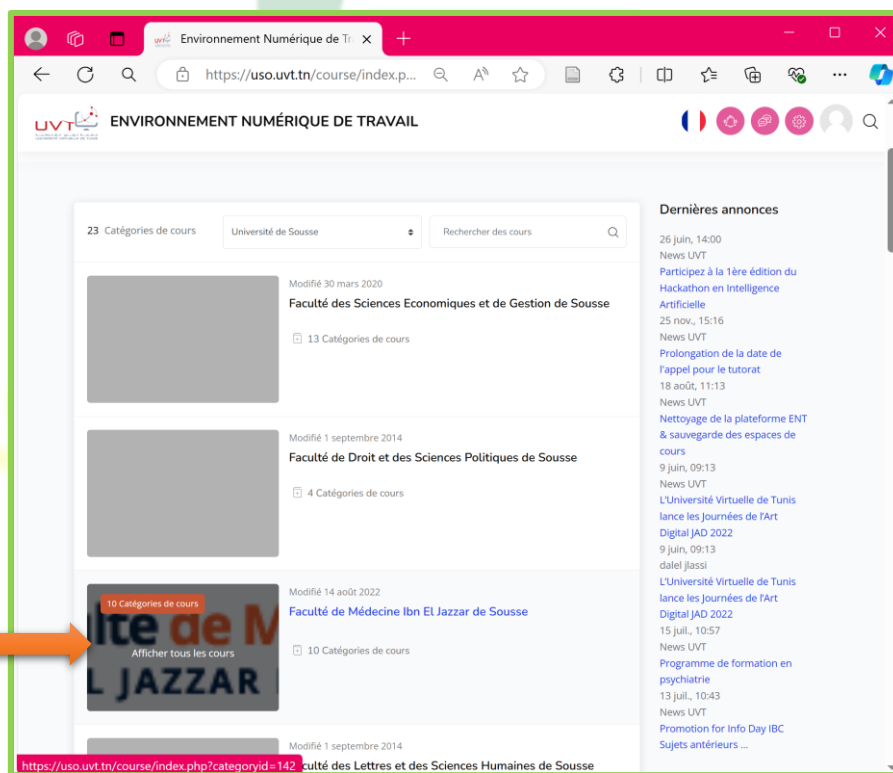 Environnement Numérique de Tr
https://uso.uvt.tn/course/index.p...
UVT
ENVIRONNEMENT NUMÉRIQUE DE TRAVAIL
23 Catégories de cours
Université de Sousse
Rechercher des cours
Modifié 30 mars 2020
Faculté des Sciences Economiques et de Gestion de Sousse
13 Catégories de cours
Modifié 1 septembre 2014
Faculté de Droit et des Sciences Politiques de Sousse
4 Catégories de cours
10 Catégories de cours
ulté de M
Afficher tous les cours
L JAZZAR
Modifié 14 août 2022
Faculté de Médecine Ibn El Jazzar de Sousse
10 Catégories de cours
Modifié 1 septembre 2014
culté des Lettres et des Sciences Humaines de Sousse
https://uso.uvt.tn/course/index.php?categoryid=142
Dernières annonces
26 juin, 14:00
News UVT
Participez à la 1ère édition du
Hackathon en Intelligence
Artificielle
25 nov., 15:16
News UVT
Prolongation de la date de
l'appel pour le tutorat
18 août, 11:13
News UVT
Nettoyage de la plateforme ENT
& sauvegarde des espaces de
cours
9 juin, 09:13
News UVT
L'Université Virtuelle de Tunis
lance les Journées de l'Art
Digital JAD 2022
9 juin, 09:13
dalel jlassi
L'Université Virtuelle de Tunis
lance les Journées de l'Art
Digital JAD 2022
15 juil., 10:57
News UVT
Programme de formation en
psychiatrie
13 juil., 10:43
News UVT
Promotion for Info Day IBC
Sujets antérieurs ...